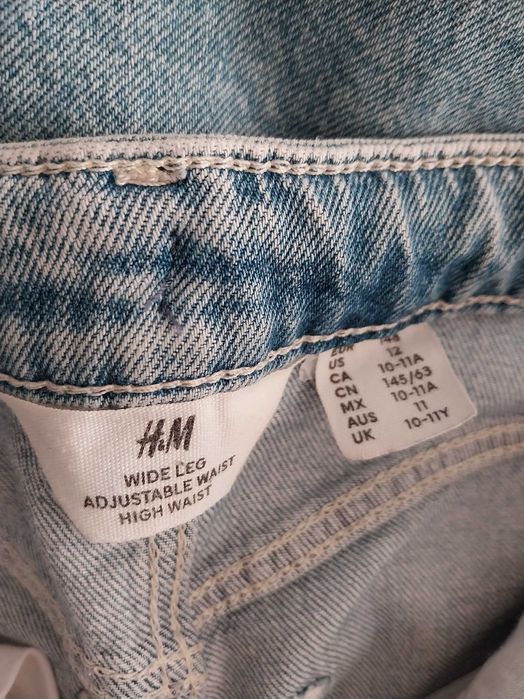 H&M
WIDE LEG
ADJUSTABLE WAIST
HIGH WAIST
EUR 146
US 12
CA 10-11A
CN 145/63
MX 10-11A
AUS 11
UK 10-11Y